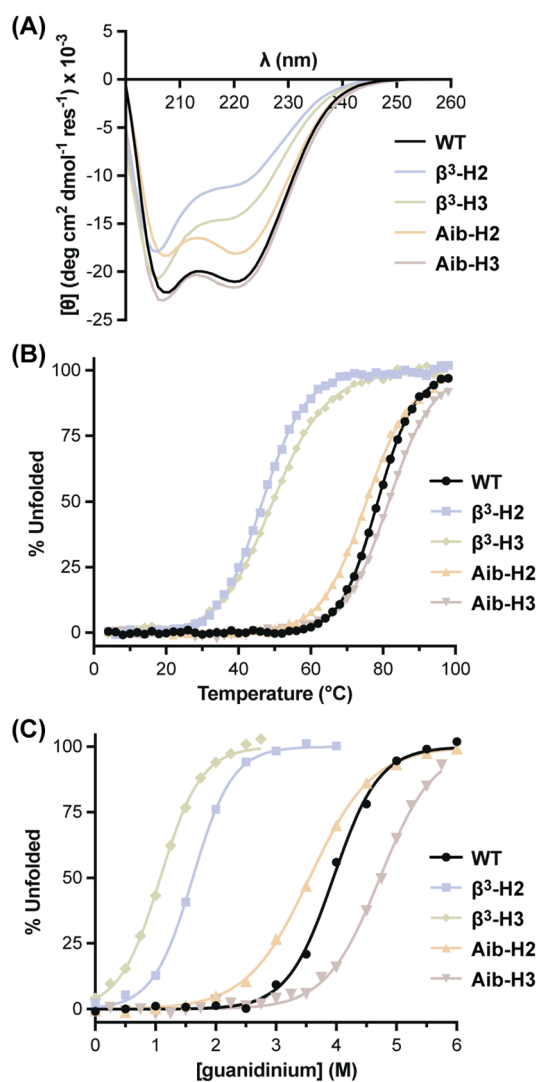 (A)
λ (nm)
0
210 220 230 240 250 260
-5
-10
-15
-20
-25
[θ] (deg cm² dmol⁻¹ res⁻¹) x 10⁻³
WT
β³-H2
β³-H3
Aib-H2
Aib-H3
(B)
100
75
50
25
0
% Unfolded
0 20 40 60 80 100
Temperature (°C)
WT
β³-H2
β³-H3
Aib-H2
Aib-H3
(C)
100
75
50
25
0
% Unfolded
0 1 2 3 4 5 6
[guanidinium] (M)
WT
β³-H2
β³-H3
Aib-H2
Aib-H3